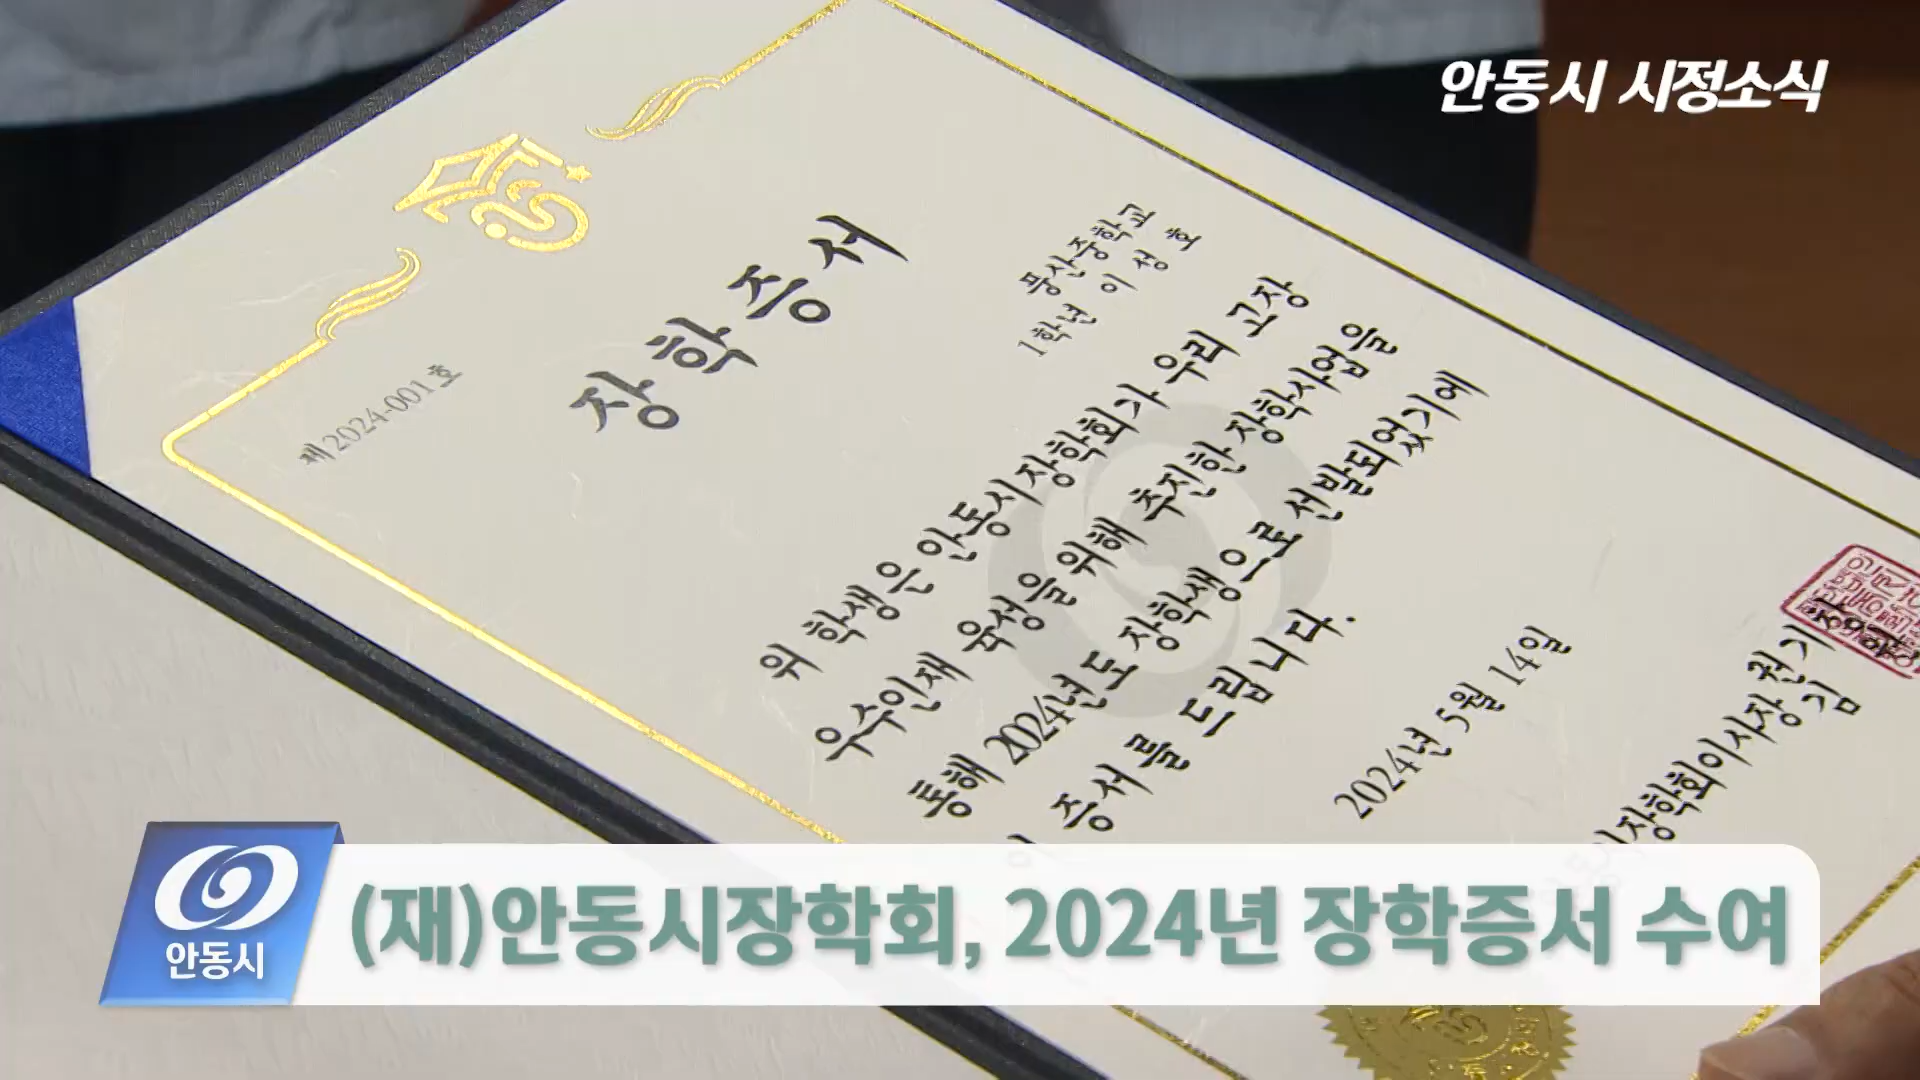 안동시 시정소식
제2024-001호
장학증서
풍산중학교
1학년 이성호
위 학생은 안동시장학회가 우리 고장
우수인재 육성을 위해 추진한 장학사업을
통해 2024년도 장학생으로 선발되었기에
이 증서를 드립니다.
2024년 5월 14일
장학회이사장 권기
안동시
(재)안동시장학회, 2024년 장학증서 수여